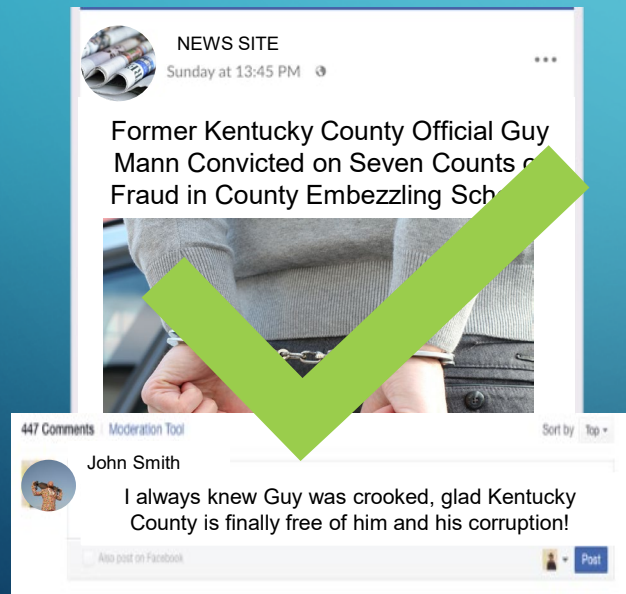 NEWS SITE
Sunday at 13:45 PM
Former Kentucky County Official Guy
Mann Convicted on Seven Counts
Fraud in County Embezzling
447 Comments Moderation Tool
Sort by Top
John Smith
I always knew Guy was crooked, glad Kentucky
County is finally free of him and his corruption!
Also post on Facebook
Post